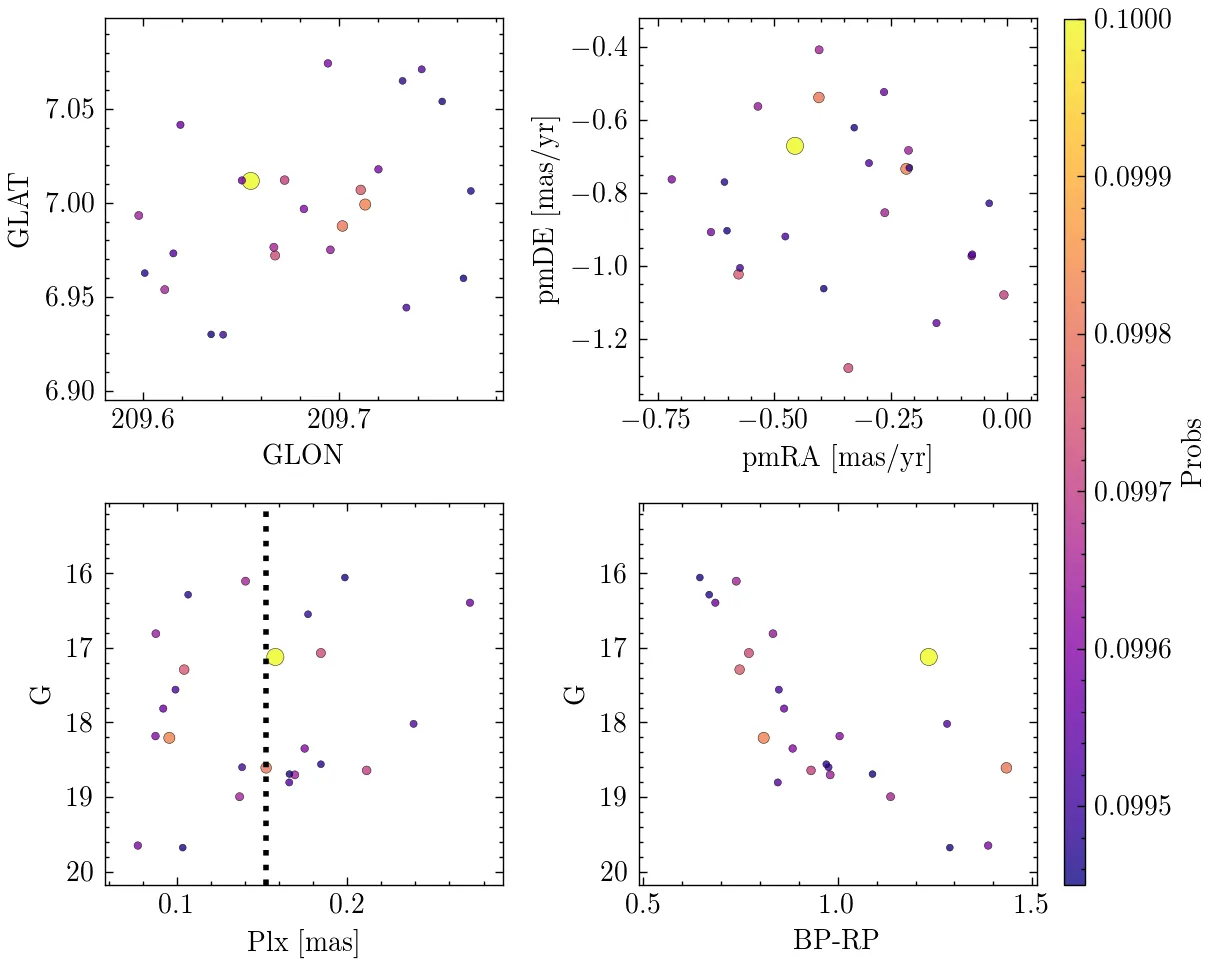 7.05
7.00
6.95
6.90
GLAT
209.6 209.7
GLON
−0.4
−0.6
−0.8
−1.0
−1.2
pmDE [mas/yr]
−0.75 −0.50 −0.25 0.00
pmRA [mas/yr]
0.1000
0.0999
0.0998
0.0997
0.0996
0.0995
Probs
16
17
18
19
20
G
0.1 0.2
Plx [mas]
16
17
18
19
20
G
0.5 1.0 1.5
BP-RP